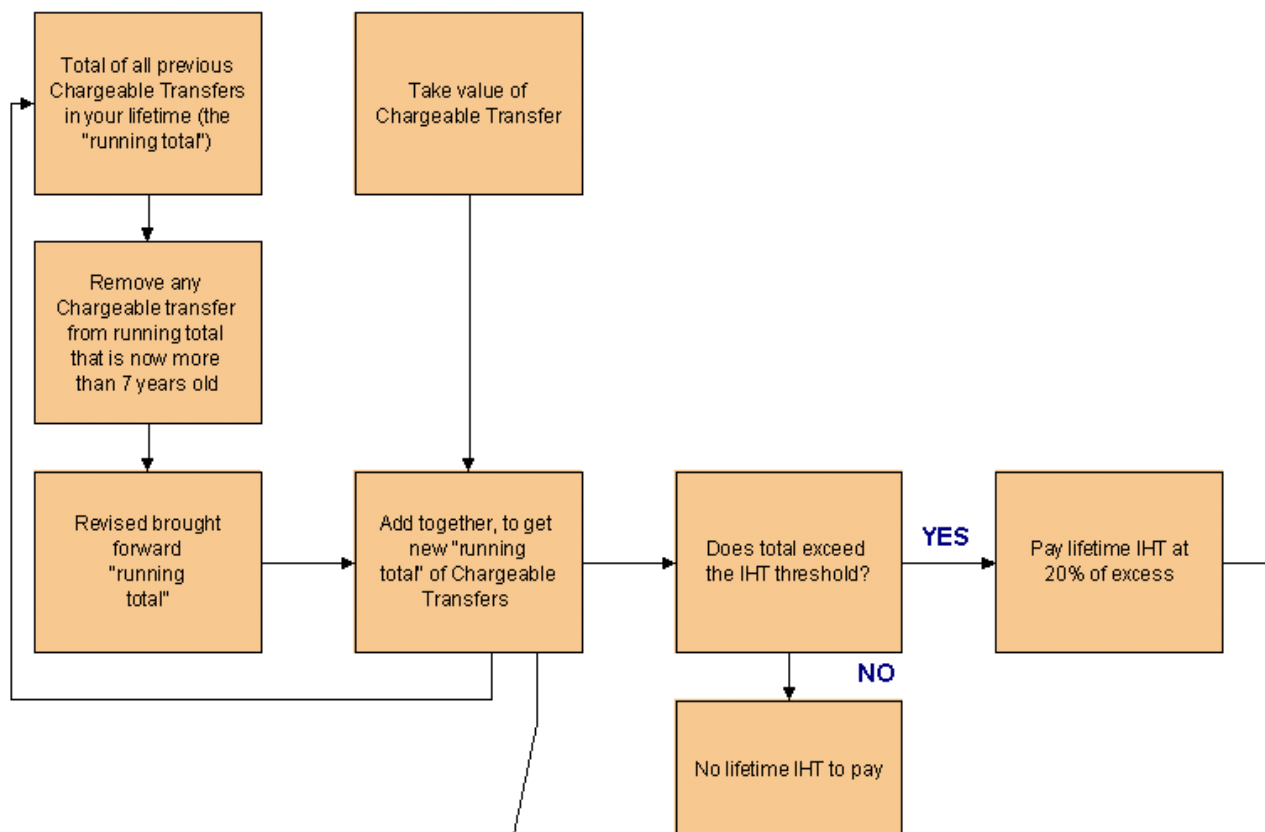 Total of all previous
Chargeable Transfers
in your lifetime (the
"running total")
Take value of
Chargeable Transfer
Remove any
Chargeable transfer
from running total
that is now more
than 7 years old
Revised brought
forward
"running
total"
Add together, to get
new "running
total" of Chargeable
Transfers
Does total exceed
the IHT threshold?
YES
Pay lifetime IHT at
20% of excess
NO
No lifetime IHT to pay